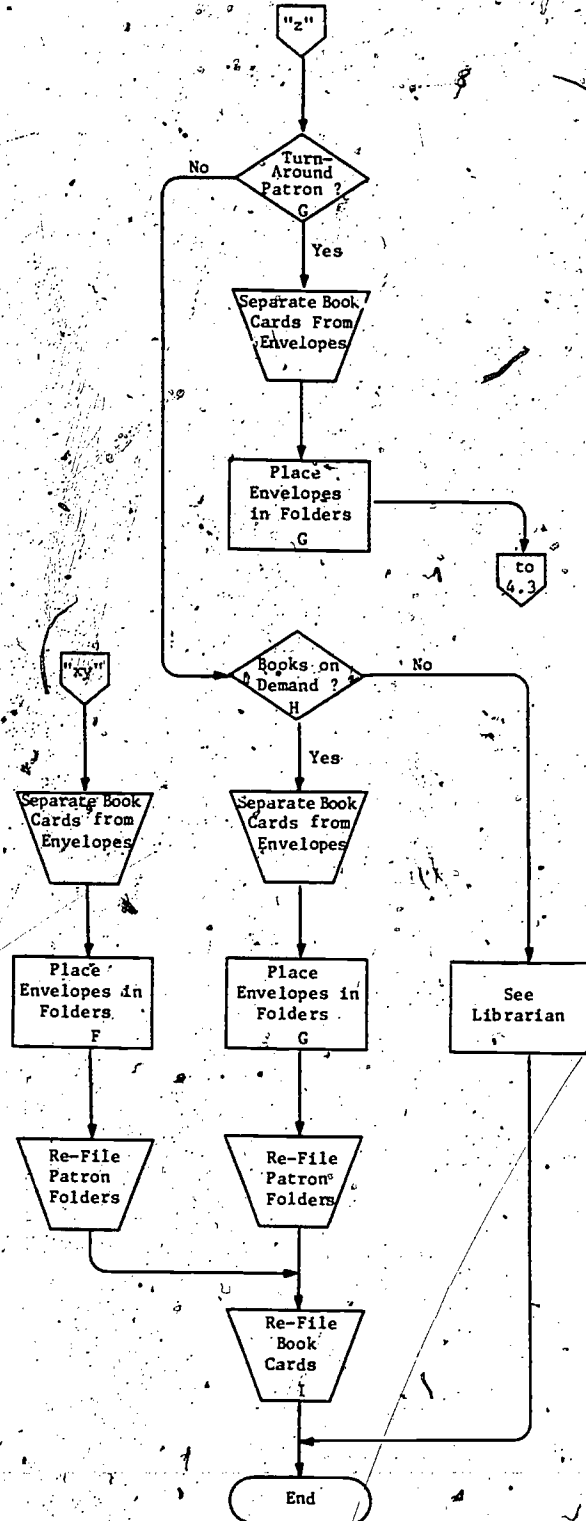 "z"
Turn-
Around
Patron ?
G
No
Yes
Separate Book
Cards From
Envelopes
Place
Envelopes
in Folders
G
to
4.3
Books on
Demand ?
H
No
Yes
"xy"
Separate Book
Cards from
Envelopes
Separate Book
Cards from
Envelopes
Place
Envelopes in
Folders
F
Place
Envelopes in
Folders
G
See
Librarian
Re-File
Patron
Folders
Re-File
Patron
Folders
Re-File
Book
Cards
I
End